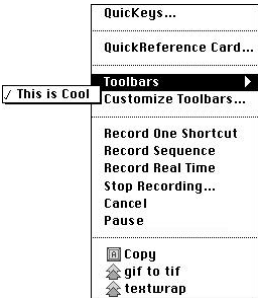 QuicKeys...
QuickReference Card...
Toolbars
✓ This is Cool
Customize Toolbars...
Record One Shortcut
Record Sequence
Record Real Time
Stop Recording...
Cancel
Pause
Copy
gif to tif
textwrap